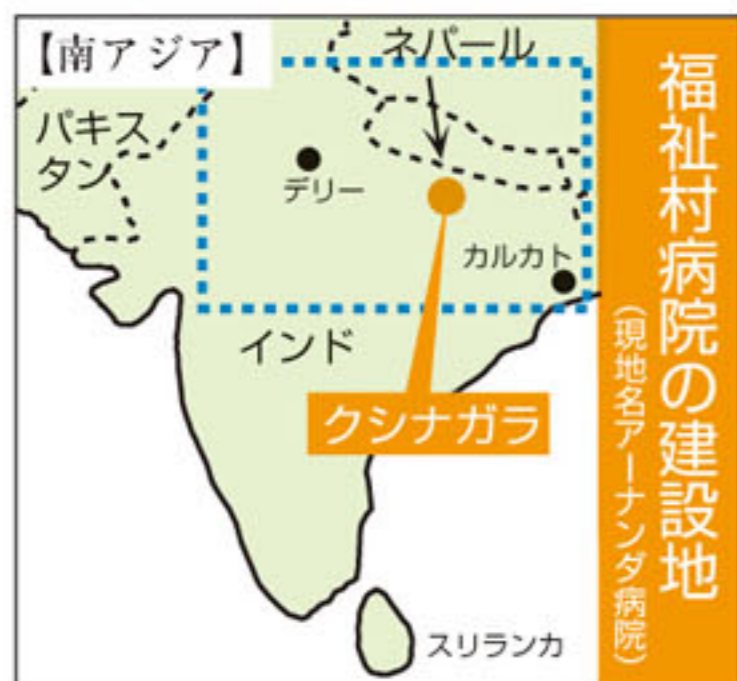 【南アジア】
ネパール
パキス
タン
デリー
カルカト
インド
クシナガラ
スリランカ
福祉村病院の建設地
(現地名アーナンダ病院)